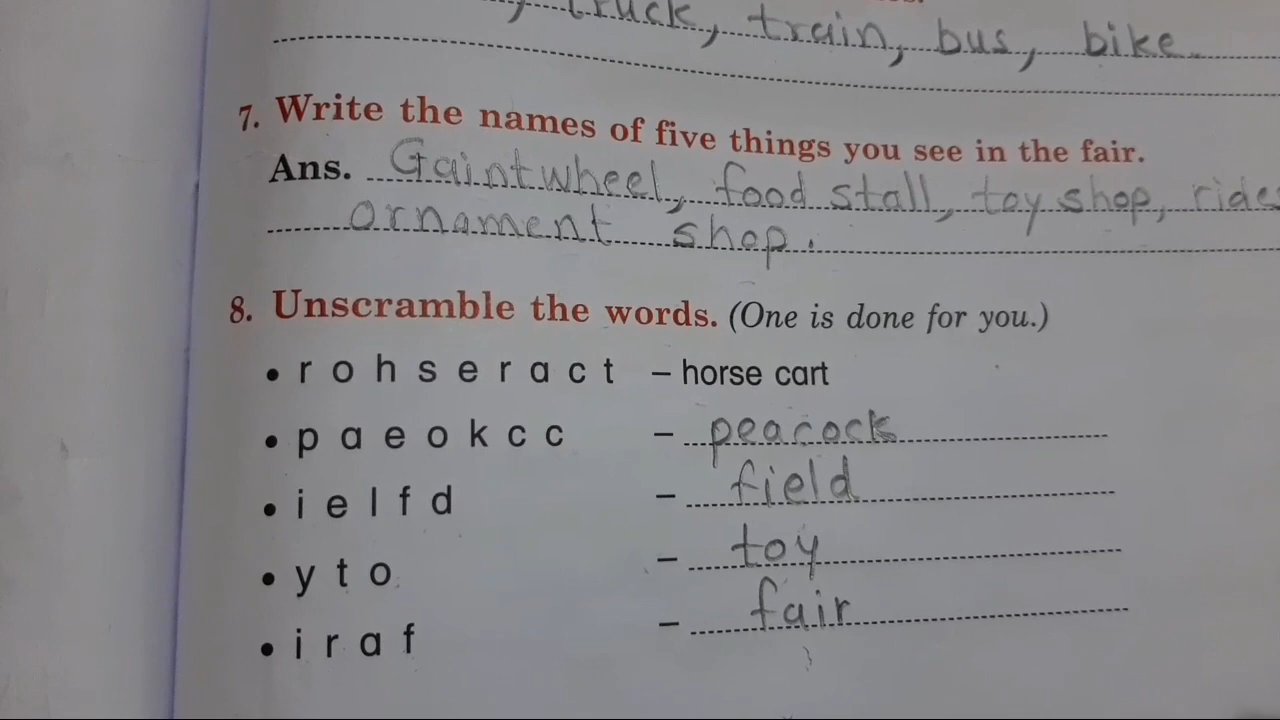 truck, train, bus, bike.
7. Write the names of five things you see in the fair.
Ans. Gaintwheel, food stall, toy shop, rides
ornament shop.
8. Unscramble the words. (One is done for you.)
• r o h s e r a c t – horse cart
• p a e o k c c – peacock
• i e l f d – field
• y t o – toy
• i r a f – fair